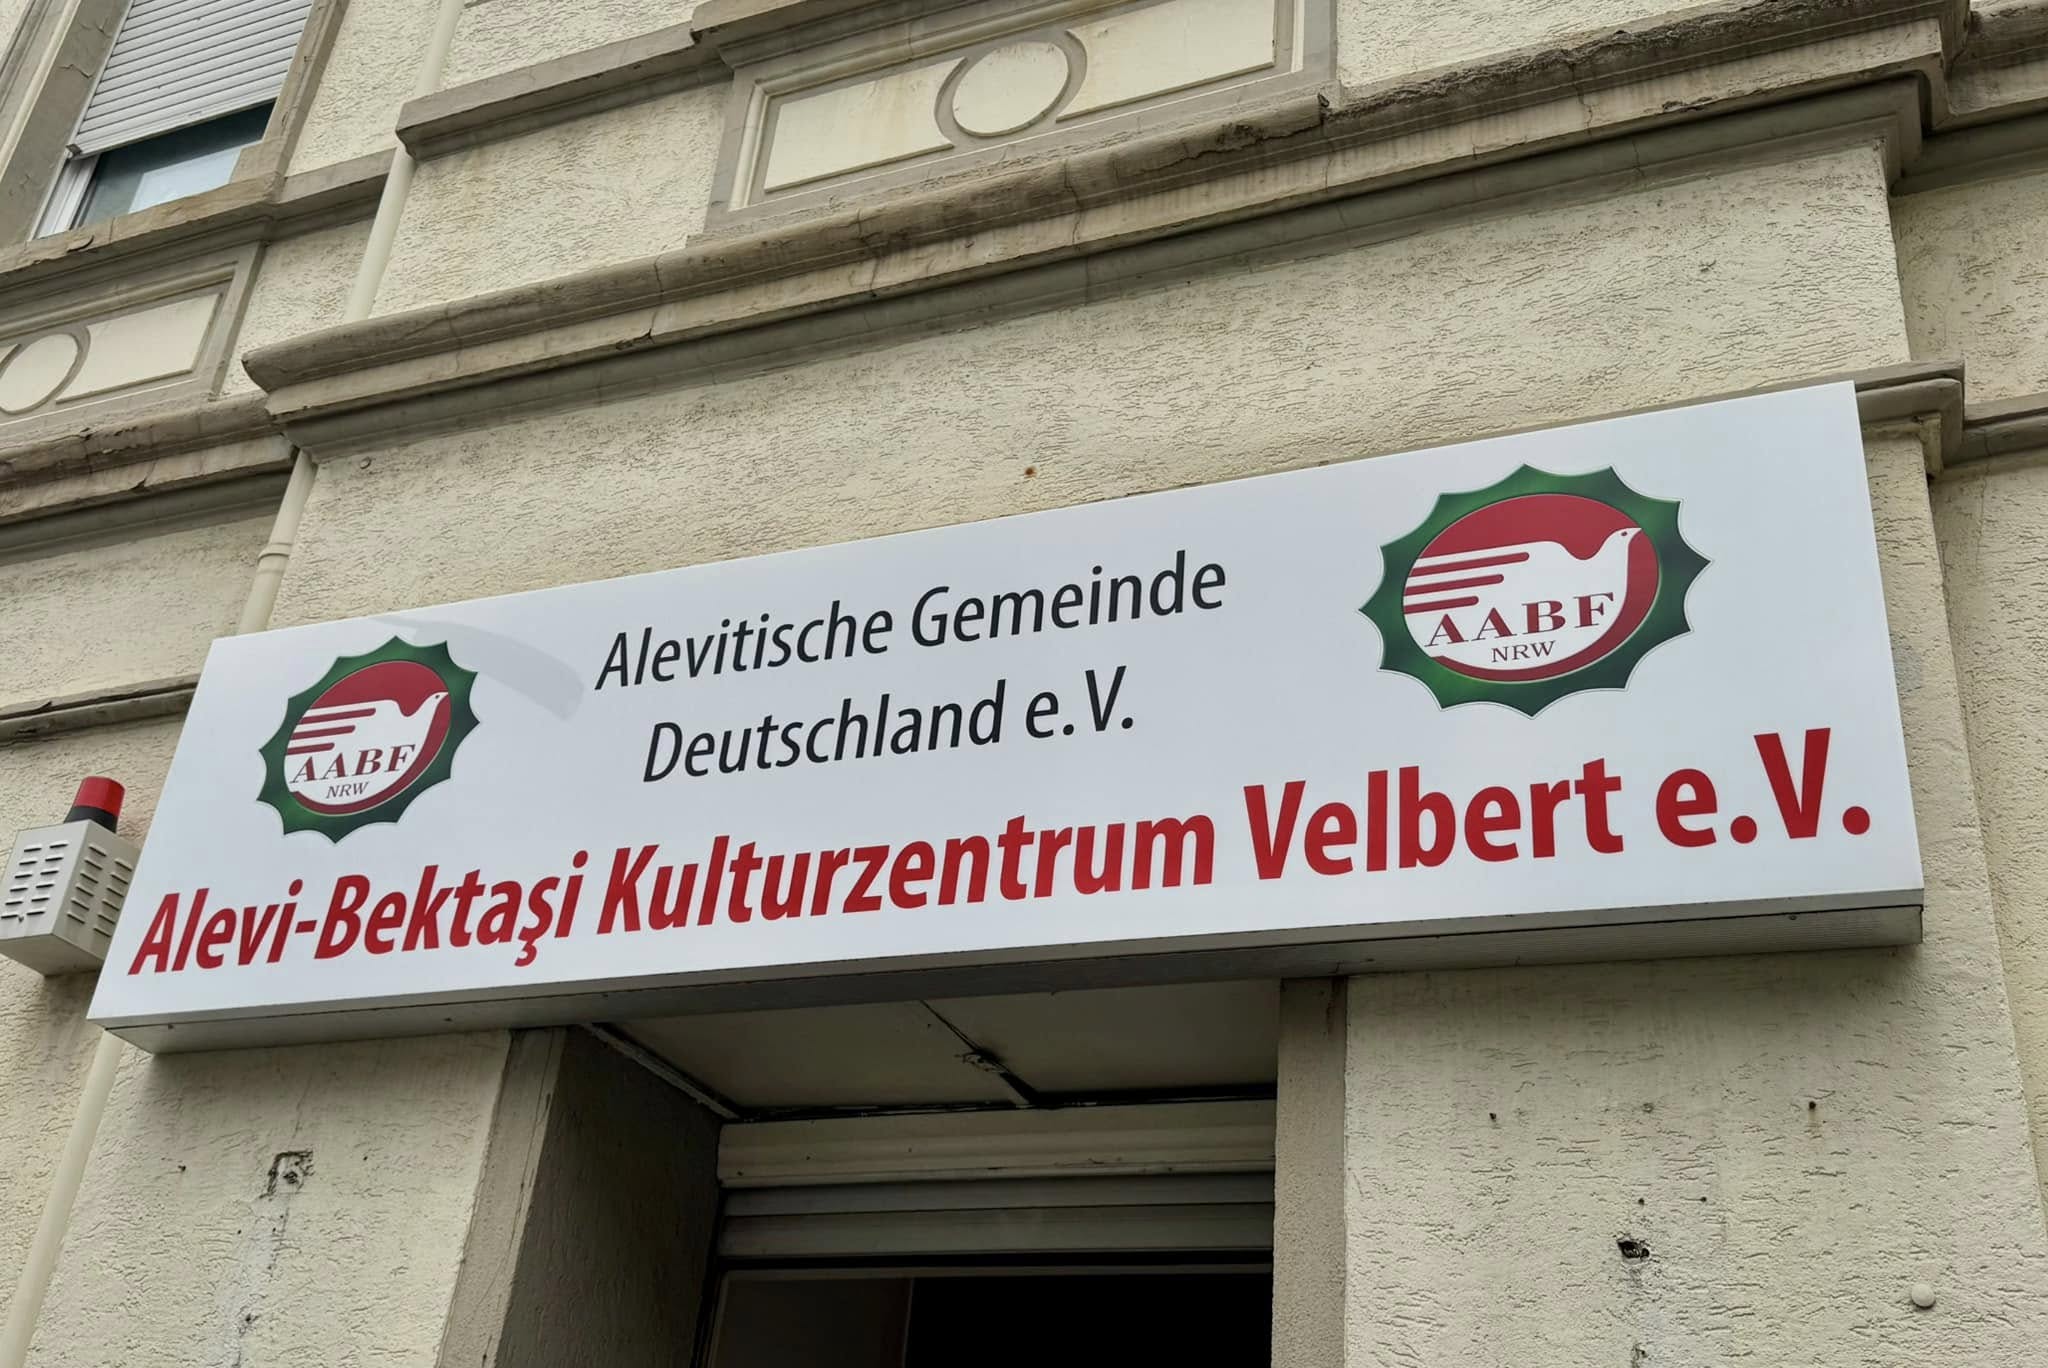 Alevitische Gemeinde
Deutschland e.V.
AABF
NRW
AABF
NRW
Alevi-Bektaşi Kulturzentrum Velbert e.V.